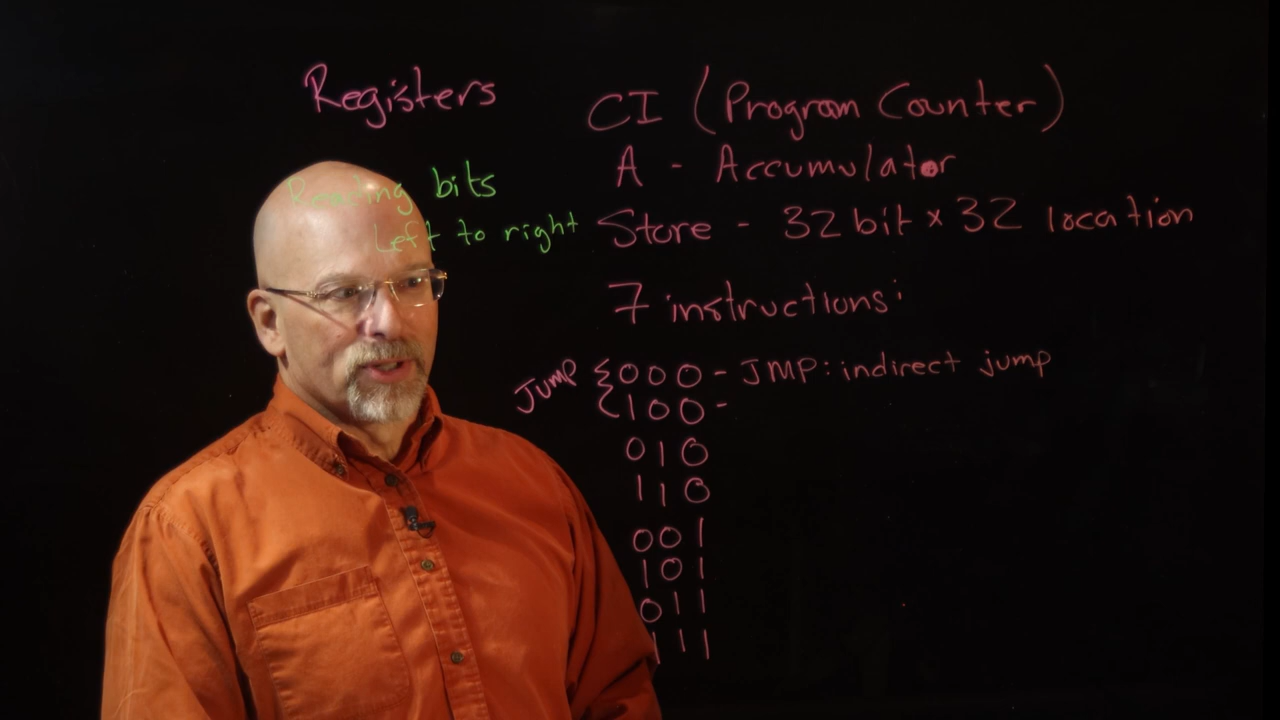 Registers
CI (Program Counter)
A - Accumulator
Reading bits
Left to right
Store - 32 bit x 32 location
7 instructions:
Jump { 000 - JMP: indirect jump
100 -
010
110
001
101
011
111